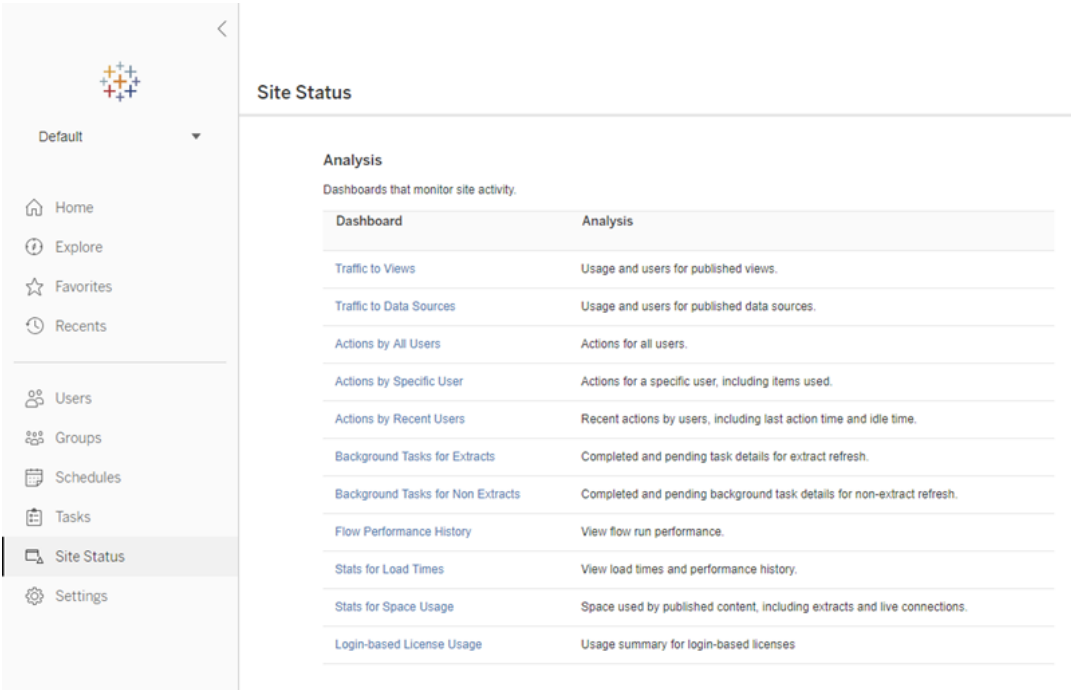 Default
Home
Explore
Favorites
Recents
Users
Groups
Schedules
Tasks
Site Status
Settings
Site Status
Analysis
Dashboards that monitor site activity.
Dashboard Analysis
Traffic to Views Usage and users for published views.
Traffic to Data Sources Usage and users for published data sources.
Actions by All Users Actions for all users.
Actions by Specific User Actions for a specific user, including items used.
Actions by Recent Users Recent actions by users, including last action time and idle time.
Background Tasks for Extracts Completed and pending task details for extract refresh.
Background Tasks for Non Extracts Completed and pending background task details for non-extract refresh.
Flow Performance History View flow run performance.
Stats for Load Times View load times and performance history.
Stats for Space Usage Space used by published content, including extracts and live connections.
Login-based License Usage Usage summary for login-based licenses